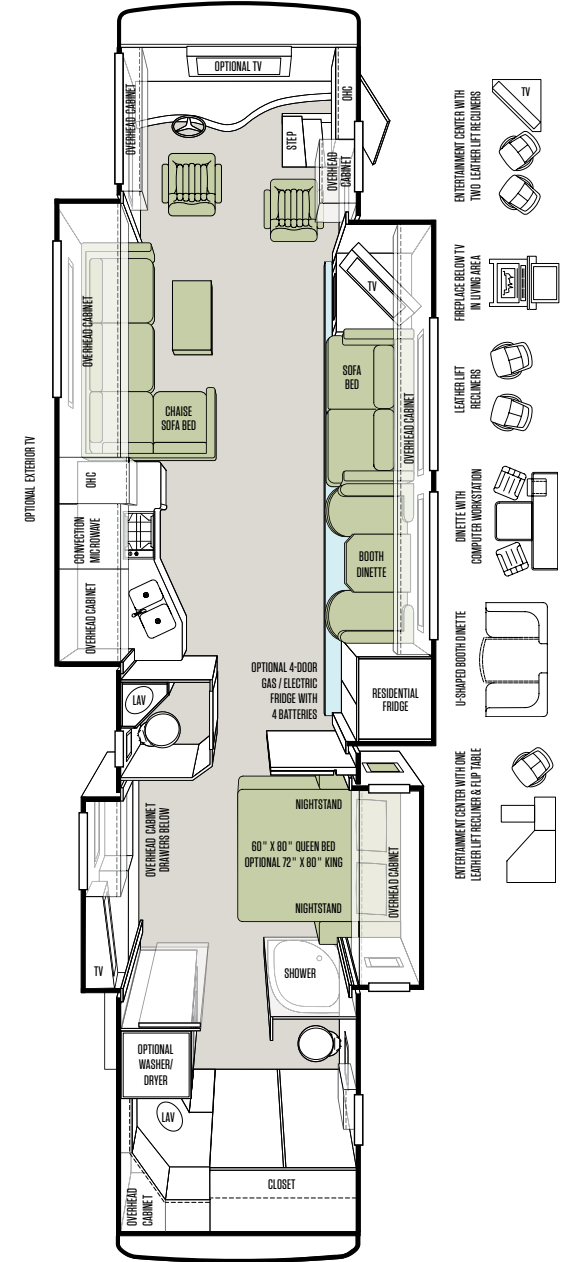 OPTIONAL TV
OVERHEAD CABINET
OHC
STEP
OVERHEAD
CABINET
OVERHEAD CABINET
TV
SOFA
BED
CHAISE
SOFA BED
OVERHEAD CABINET
OPTIONAL EXTERIOR TV
OHC
CONVECTION
MICROWAVE
OVERHEAD CABINET
BOOTH
DINETTE
OPTIONAL 4-DOOR
GAS / ELECTRIC
FRIDGE WITH
4 BATTERIES
RESIDENTIAL
FRIDGE
LAV
OVERHEAD CABINET
DRAWERS BELOW
NIGHTSTAND
60" X 80" QUEEN BED
OPTIONAL 72" X 80" KING
NIGHTSTAND
OVERHEAD CABINET
TV
SHOWER
OPTIONAL
WASHER/
DRYER
LAV
CLOSET
OVERHEAD
CABINET
ENTERTAINMENT CENTER WITH
TWO LEATHER LIFT RECLINERS
TV
FIREPLACE BELOW TV
IN LIVING AREA
LEATHER LIFT
RECLINERS
DINETTE WITH
COMPUTER WORKSTATION
U-SHAPED BOOTH DINETTE
ENTERTAINMENT CENTER WITH ONE
LEATHER LIFT RECLINER & FLIP TABLE